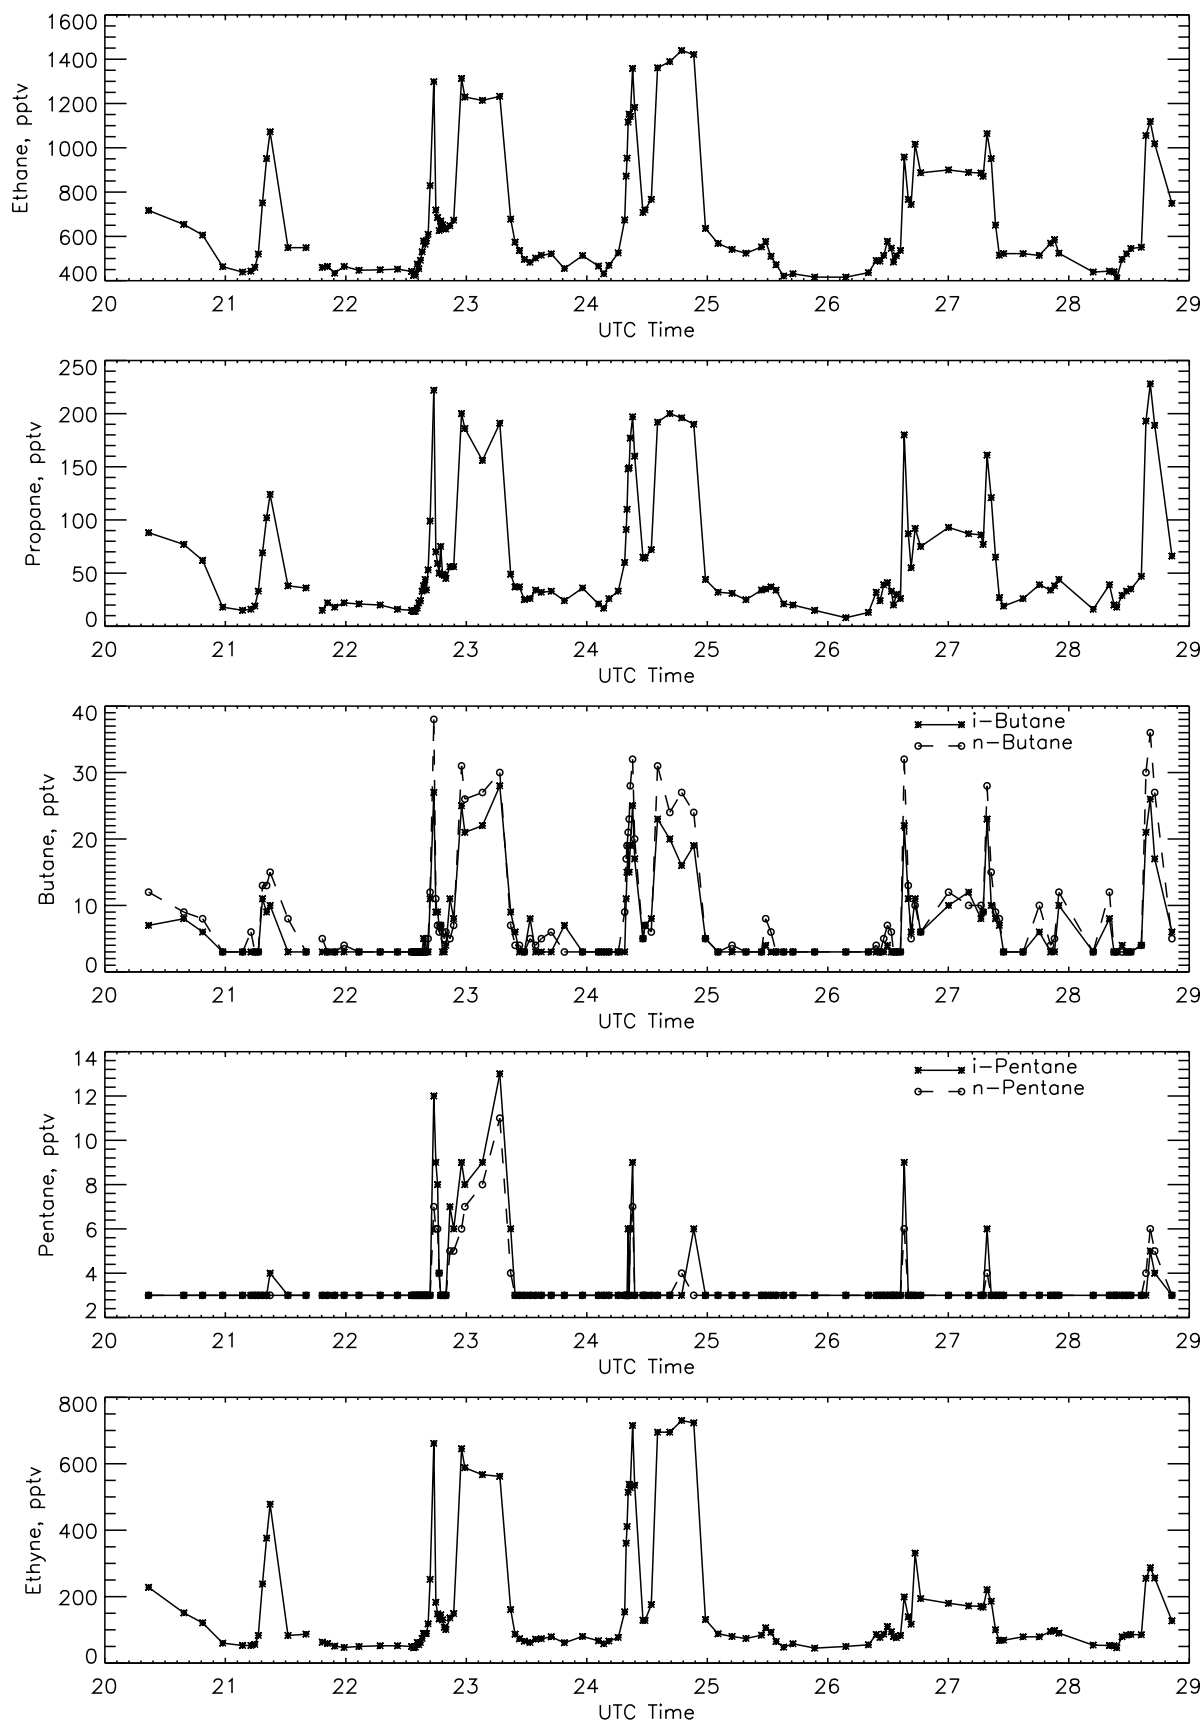 1600
1400
1200
1000
800
600
400
Ethane, pptv
20 21 22 23 24 25 26 27 28 29
UTC Time
250
200
150
100
50
0
Propane, pptv
20 21 22 23 24 25 26 27 28 29
UTC Time
40
30
20
10
0
Butane, pptv
i-Butane
n-Butane
20 21 22 23 24 25 26 27 28 29
UTC Time
14
12
10
8
6
4
2
Pentane, pptv
i-Pentane
n-Pentane
20 21 22 23 24 25 26 27 28 29
UTC Time
800
600
400
200
0
Ethyne, pptv
20 21 22 23 24 25 26 27 28 29
UTC Time